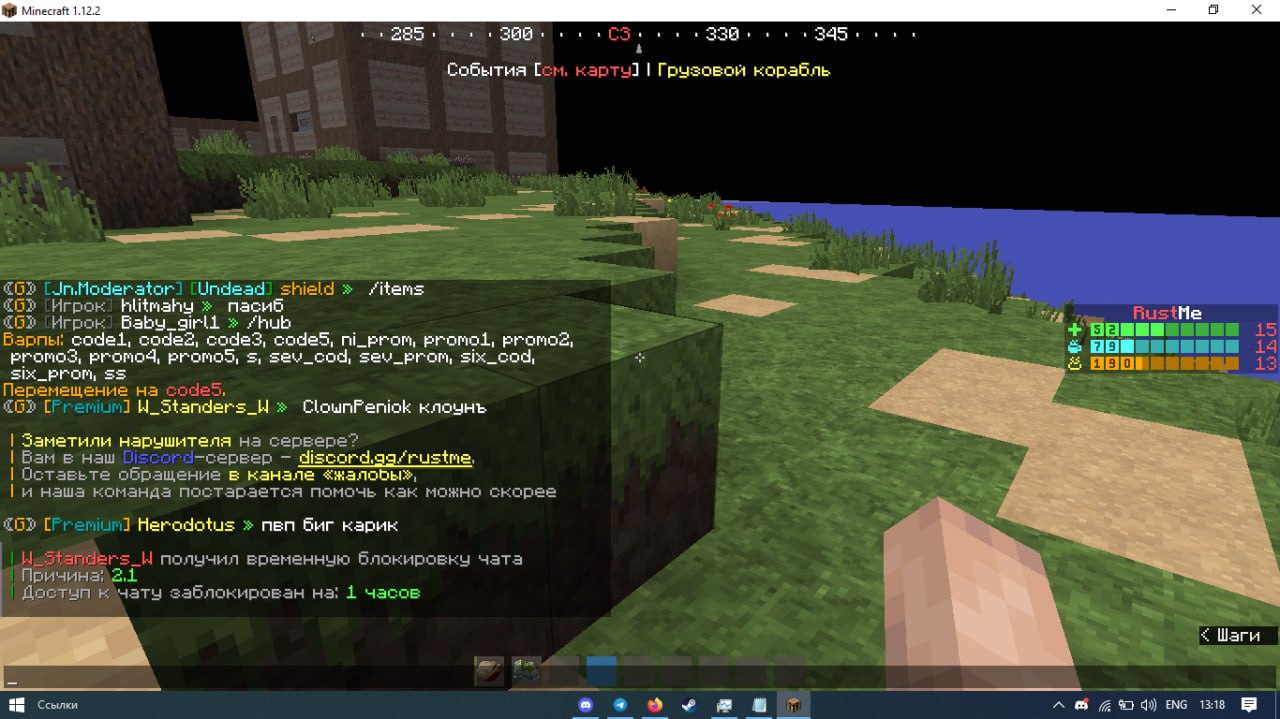 Minecraft 1.12.2
285 300 СЗ 330 345
События [см. карту] | Грузовой корабль
(G) [Jn.Moderator] [Undead] shield » /items
(G) [Игрок] hlitmahy » пасиб
(G) [Игрок] Baby_girl1 » /hub
Варпы: code1, code2, code3, code5, ni_prom, promo1, promo2,
promo3, promo4, promo5, s, sev_cod, sev_prom, six_cod,
six_prom, ss
Перемещение на code5.
(G) [Premium] W_Standers_W » ClownPeniok клоунъ
| Заметили нарушителя на сервере?
| Вам в наш Discord-сервер – discord.gg/rustme.
| Оставьте обращение в канале «жалобы»,
| и наша команда постарается помочь как можно скорее
(G) [Premium] Herodotus » пвп биг карик
| W_Standers_W получил временную блокировку чата
| Причина: 2.1
| Доступ к чату заблокирован на: 1 часов
RustMe
52 15
79 14
190 13
< Шаги
_
Ссылки
ENG 13:18